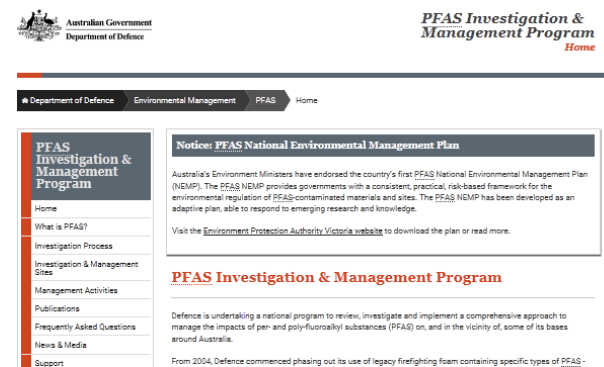 Australian Government
Department of Defence
PFAS Investigation &
Management Program
Home
Department of Defence Environmental Management PFAS Home
PFAS
Investigation &
Management
Program
Home
What is PFAS?
Investigation Process
Investigation & Management
Sites
Management Activities
Publications
Frequently Asked Questions
News & Media
Support
Notice: PFAS National Environmental Management Plan
Australia's Environment Ministers have endorsed the country's first PFAS National Environmental Management Plan
(NEMP). The PFAS NEMP provides governments with a consistent, practical, risk-based framework for the
environmental regulation of PFAS-contaminated materials and sites. The PFAS NEMP has been developed as an
adaptive plan, able to respond to emerging research and knowledge.
Visit the Environment Protection Authority Victoria website to download the plan or read more.
PFAS Investigation & Management Program
Defence is undertaking a national program to review, investigate and implement a comprehensive approach to
manage the impacts of per- and poly-fluoroalkyl substances (PFAS) on, and in the vicinity of, some of its bases
around Australia.
From 2004, Defence commenced phasing out its use of legacy firefighting foam containing specific types of PFAS -